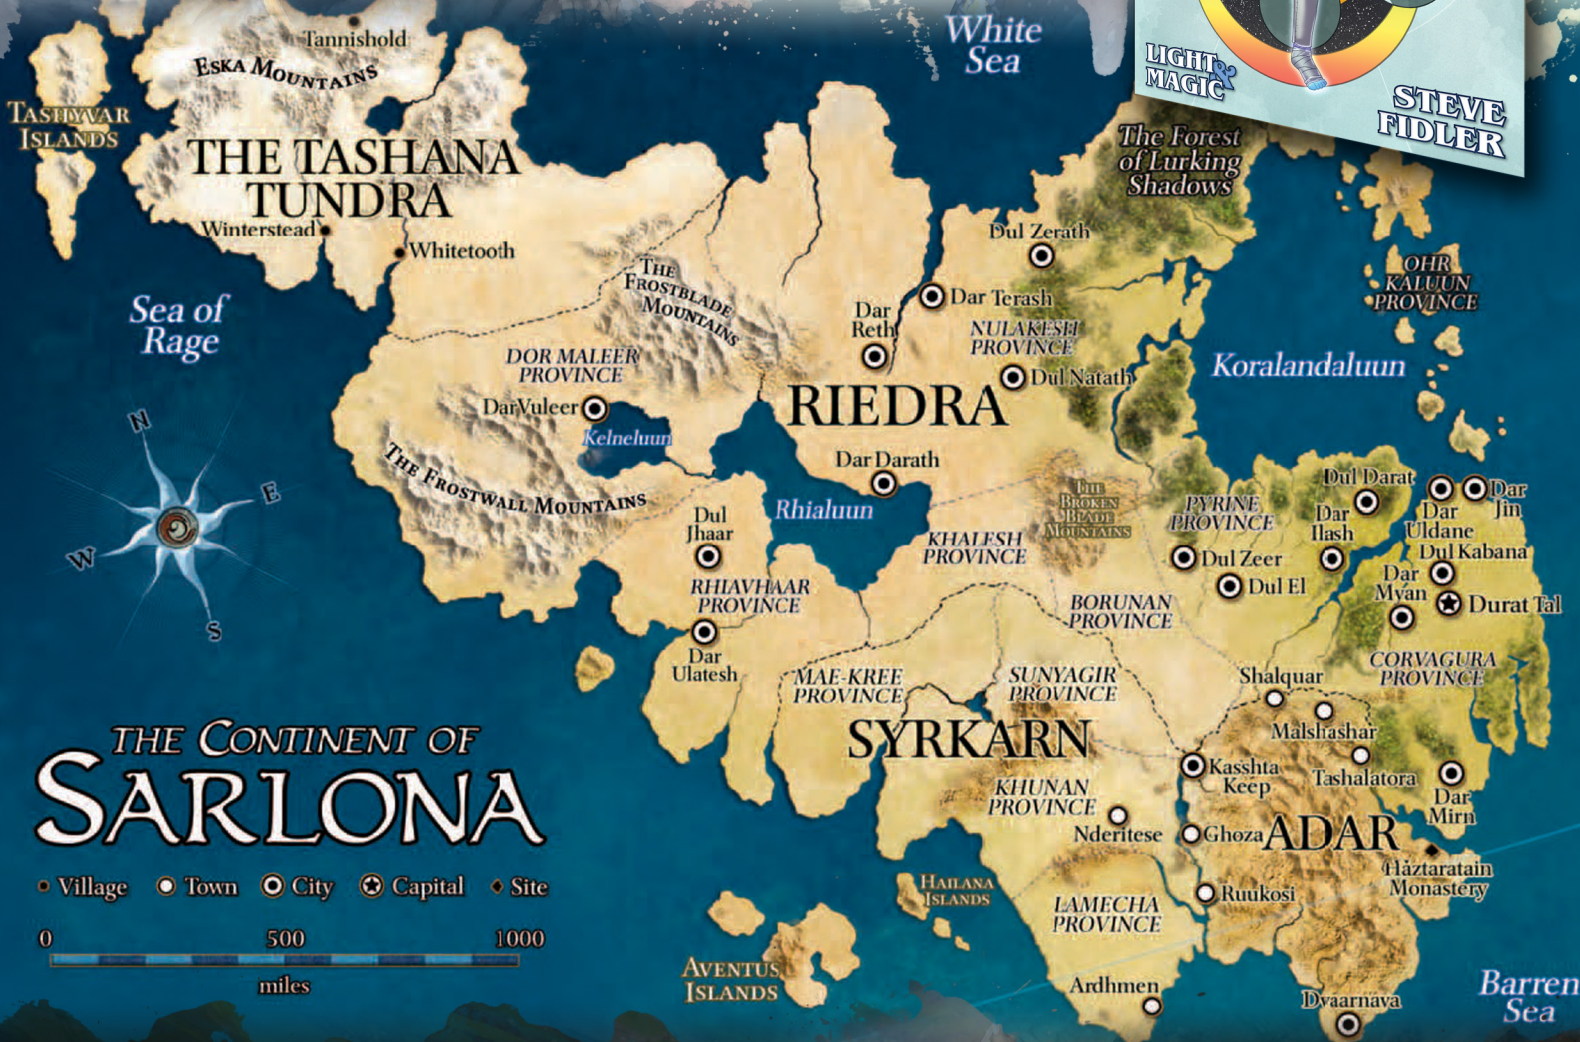 White
Sea
LIGHT
&
MAGIC
STEVE
FIDLER
Tannishold
ESKA MOUNTAINS
TASHYVAR
ISLANDS
THE TASHANA
TUNDRA
Winterstead
Whitetooth
The Forest
of Lurking
Shadows
Dul Zerath
OHR
KALUUN
PROVINCE
THE
FROSTBLADE
MOUNTAINS
Sea of
Rage
Dar Terash
Dar
Reth
NULAKESH
PROVINCE
DOR MALEER
PROVINCE
Koralandaluun
Dul Natath
RIEDRA
Dar Vuleer
Kelneluun
N
E
W
S
THE FROSTWALL MOUNTAINS
Dar Darath
Rhialuun
THE
BROKEN
BLADE
MOUNTAINS
Dul Darat
Dar
Jin
Dar
Uldane
PYRINE
PROVINCE
Dar
Ilash
Dul
Jhaar
KHALESH
PROVINCE
Dul Zeer
Dul Kabana
Dul El
Dar
Myan
Durat Tal
RHIAVHAAR
PROVINCE
BORUNAN
PROVINCE
Dar
Ulatesh
MAE-KREE
PROVINCE
SUNYAGIR
PROVINCE
Shalquar
CORVAGURA
PROVINCE
Malshashar
SYRKARN
Kasshta
Keep
Tashalatora
KHUNAN
PROVINCE
Dar
Mirn
Nderitese
Ghoza
ADAR
Haztaratain
Monastery
HAILANA
ISLANDS
Ruukosi
LAMECHA
PROVINCE
AVENTUS
ISLANDS
Ardhmen
Dvaarnava
Barren
Sea
THE CONTINENT OF
SARLONA
Village Town City Capital Site
0 500 1000
miles